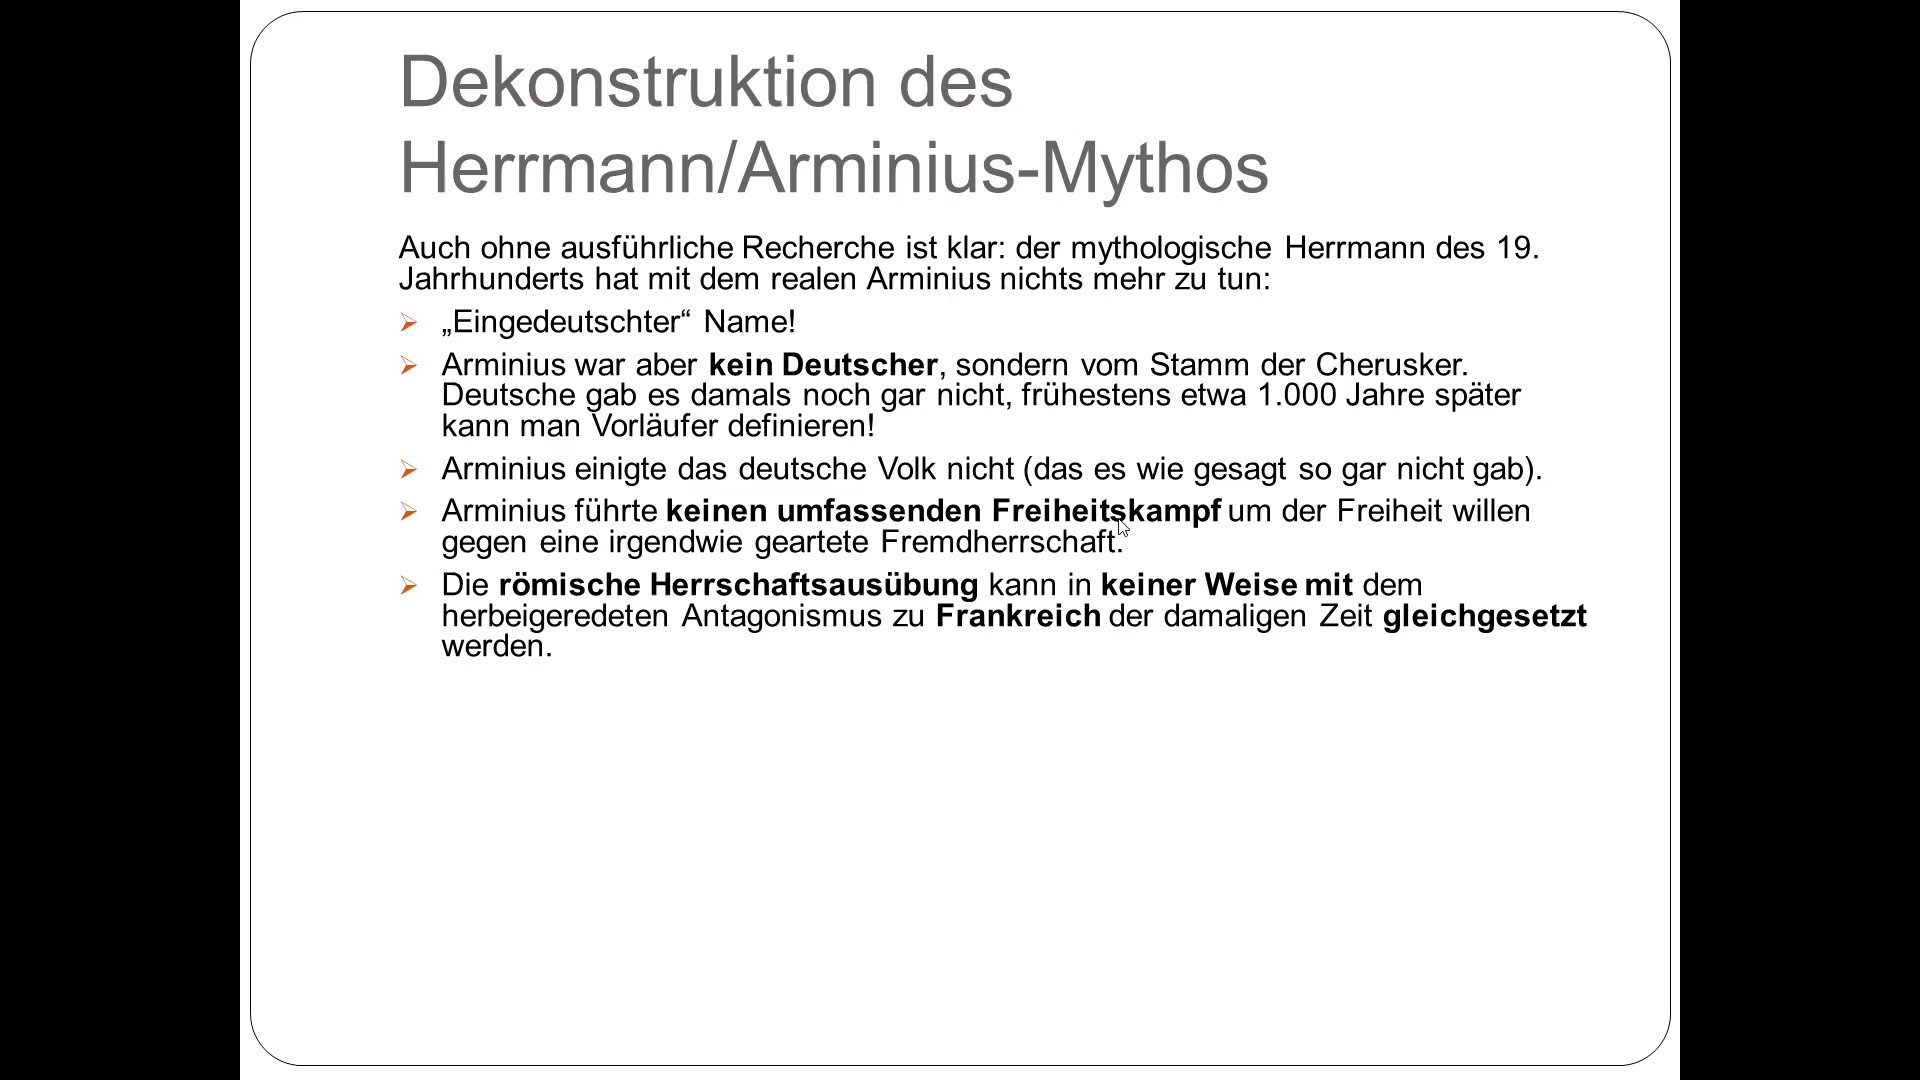 Dekonstruktion des
Herrmann/Arminius-Mythos
Auch ohne ausführliche Recherche ist klar: der mythologische Herrmann des 19.
Jahrhunderts hat mit dem realen Arminius nichts mehr zu tun:
„Eingedeutschter“ Name!
Arminius war aber kein Deutscher, sondern vom Stamm der Cherusker.
Deutsche gab es damals noch gar nicht, frühestens etwa 1.000 Jahre später
kann man Vorläufer definieren!
Arminius einigte das deutsche Volk nicht (das es wie gesagt so gar nicht gab).
Arminius führte keinen umfassenden Freiheitskampf um der Freiheit willen
gegen eine irgendwie geartete Fremdherrschaft.
Die römische Herrschaftsausübung kann in keiner Weise mit dem
herbeigeredeten Antagonismus zu Frankreich der damaligen Zeit gleichgesetzt
werden.